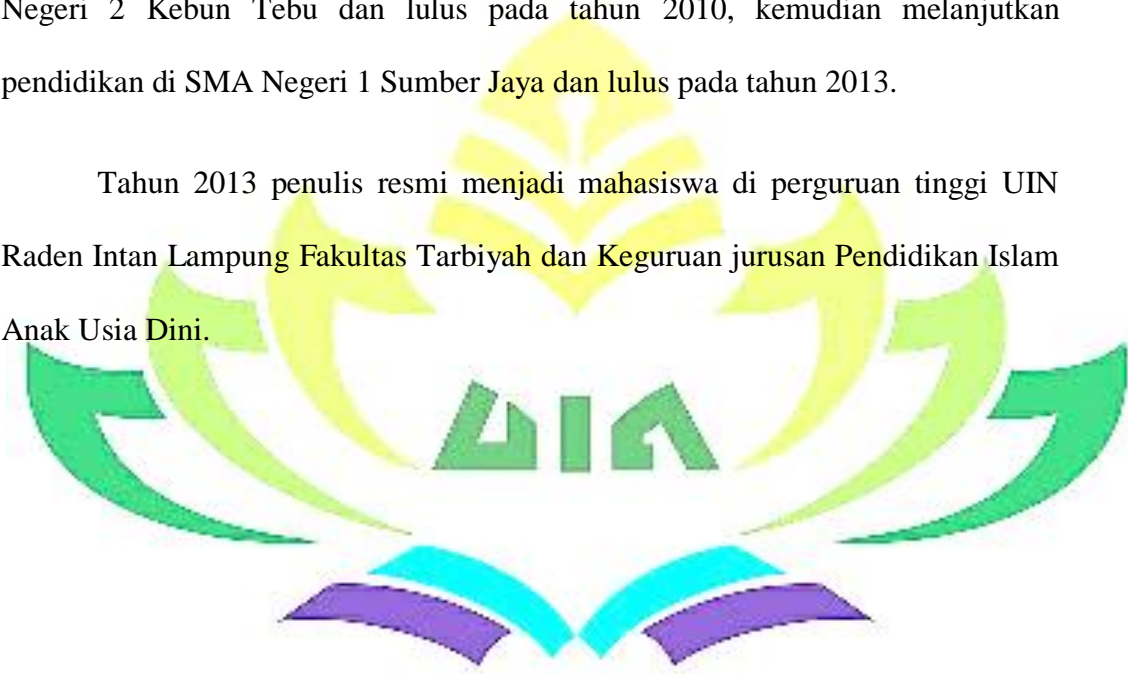 Negeri 2 Kebun Tebu dan lulus pada tahun 2010, kemudian melanjutkan
pendidikan di SMA Negeri 1 Sumber Jaya dan lulus pada tahun 2013.
Tahun 2013 penulis resmi menjadi mahasiswa di perguruan tinggi UIN
Raden Intan Lampung Fakultas Tarbiyah dan Keguruan jurusan Pendidikan Islam
Anak Usia Dini.
UIN